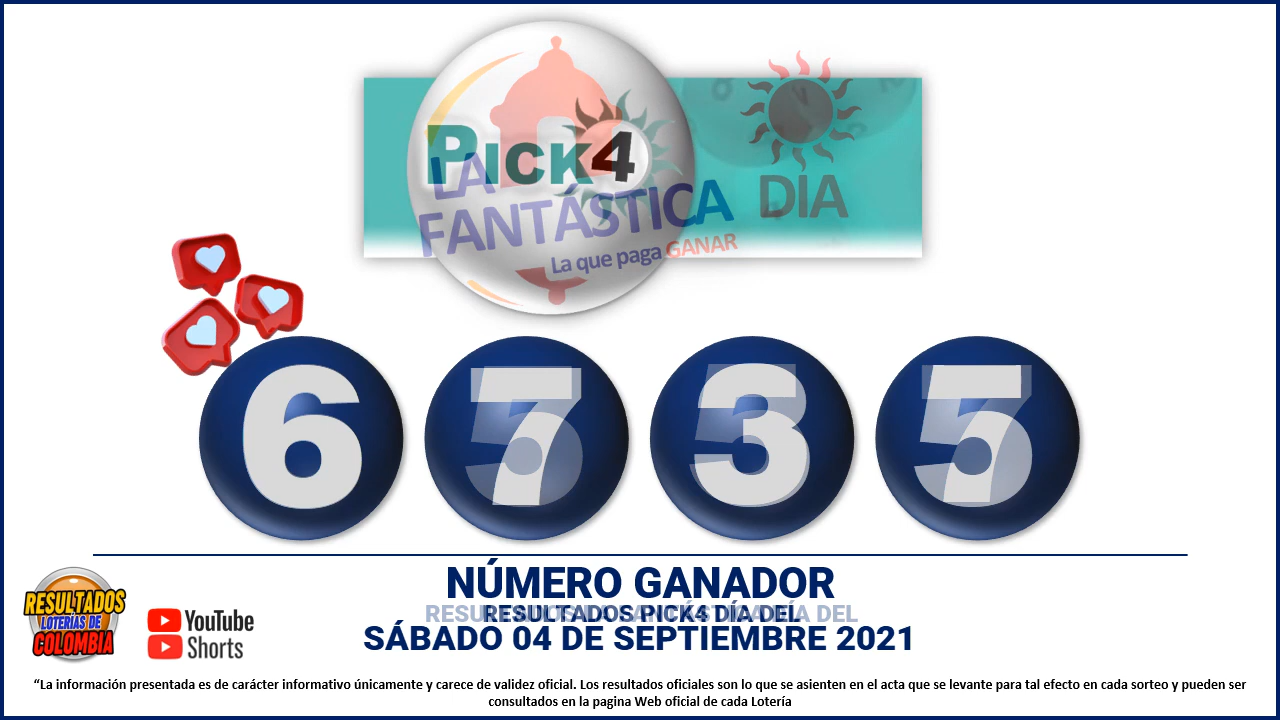 PICK4
LA
FANTÁSTICA
La que paga GANAR
DIA
6 7 3 7
NÚMERO GANADOR
RESULTADOS PICK4 DÍA DEL
SÁBADO 04 DE SEPTIEMBRE 2021
RESULTADOS
LOTERÍAS DE
COLOMBIA
YouTube
Shorts
“La información presentada es de carácter informativo únicamente y carece de validez oficial. Los resultados oficiales son lo que se asienten en el acta que se levante para tal efecto en cada sorteo y pueden ser
consultados en la pagina Web oficial de cada Lotería